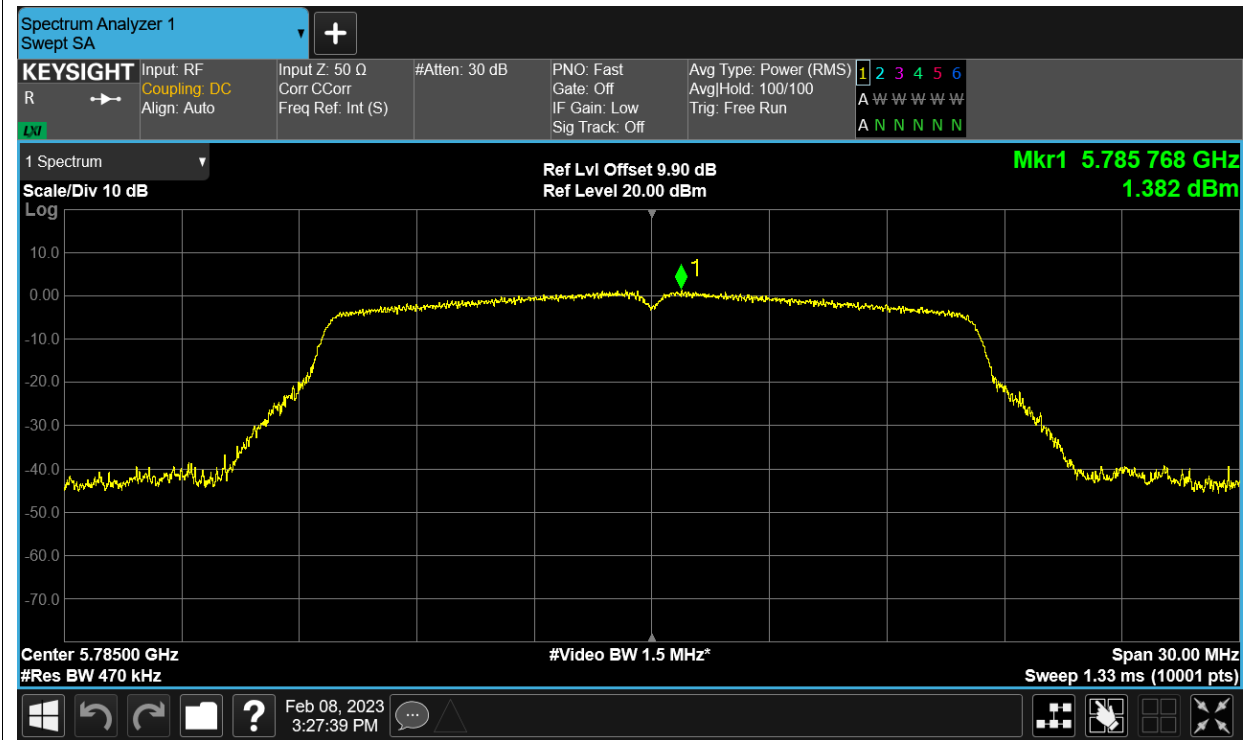 Spectrum Analyzer 1
Swept SA
KEYSIGHT
R
LXI
Input: RF
Coupling: DC
Align: Auto
Input Z: 50 Ω
Corr CCorr
Freq Ref: Int (S)
#Atten: 30 dB
PNO: Fast
Gate: Off
IF Gain: Low
Sig Track: Off
Avg Type: Power (RMS)
Avg|Hold: 100/100
Trig: Free Run
1 2 3 4 5 6
A W W W W W
A N N N N N
1 Spectrum
Scale/Div 10 dB
Ref Lvl Offset 9.90 dB
Ref Level 20.00 dBm
Mkr1 5.785 768 GHz
1.382 dBm
Log
10.0
0.00
-10.0
-20.0
-30.0
-40.0
-50.0
-60.0
-70.0
1
Center 5.78500 GHz
#Res BW 470 kHz
#Video BW 1.5 MHz*
Span 30.00 MHz
Sweep 1.33 ms (10001 pts)
?
Feb 08, 2023
3:27:39 PM